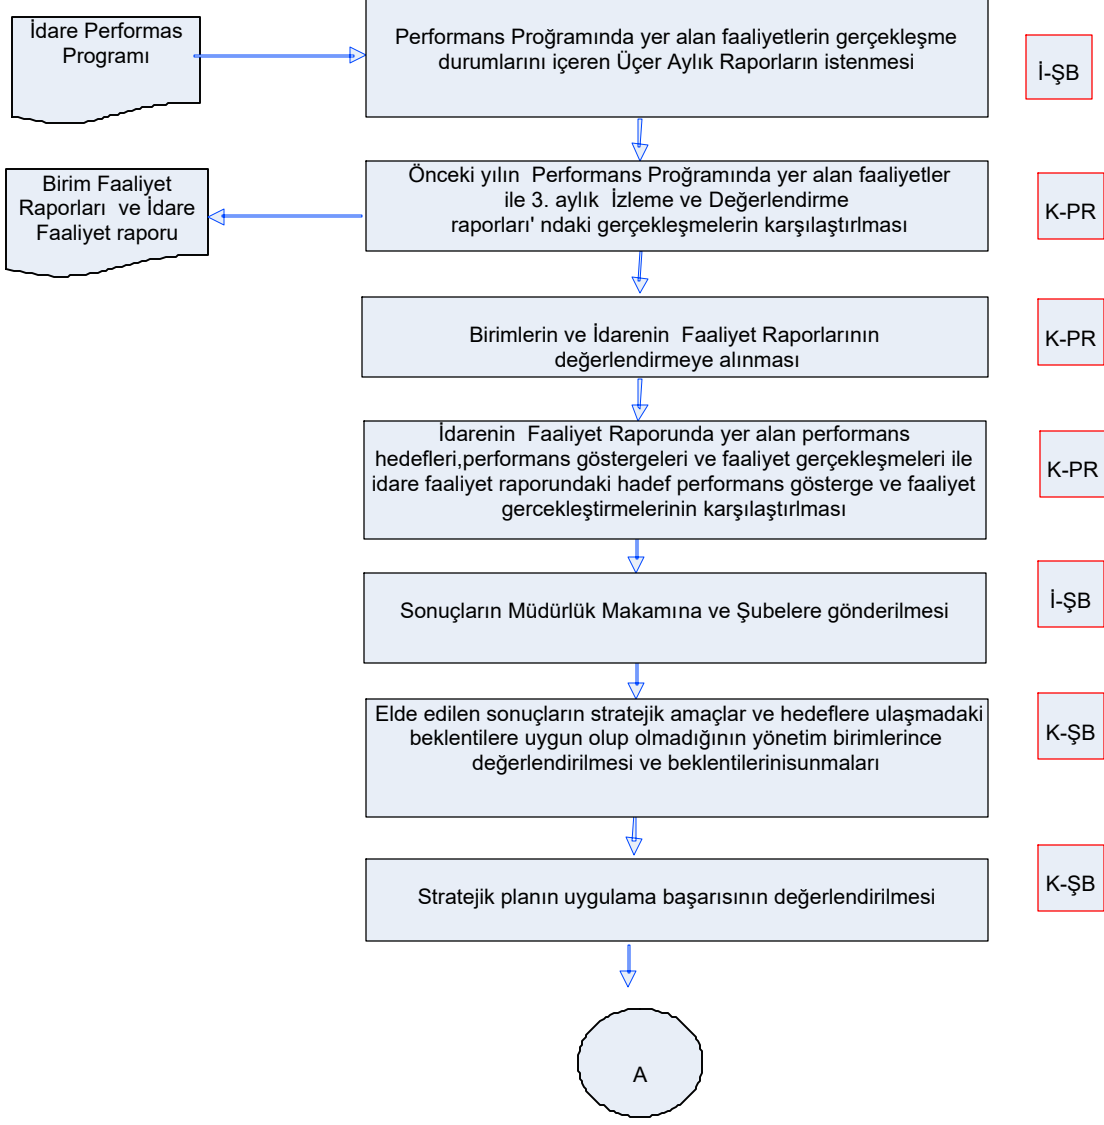 İdare Performas
Programı
Performans Proğramında yer alan faaliyetlerin gerçekleşme
durumlarını içeren Üçer Aylık Raporların istenmesi
İ-ŞB
Birim Faaliyet
Raporları ve İdare
Faaliyet raporu
Önceki yılın Performans Proğramında yer alan faaliyetler
ile 3. aylık İzleme ve Değerlendirme
raporları' ndaki gerçekleşmelerin karşılaştırlması
K-PR
Birimlerin ve İdarenin Faaliyet Raporlarının
değerlendirmeye alınması
K-PR
İdarenin Faaliyet Raporunda yer alan performans
hedefleri,performans göstergeleri ve faaliyet gerçekleşmeleri ile
idare faaliyet raporundaki hadef performans gösterge ve faaliyet
gercekleştirmelerinin karşılaştırlması
K-PR
Sonuçların Müdürlük Makamına ve Şubelere gönderilmesi
İ-ŞB
Elde edilen sonuçların stratejik amaçlar ve hedeflere ulaşmadaki
beklentilere uygun olup olmadığının yönetim birimlerince
değerlendirilmesi ve beklentilerinisunmaları
K-ŞB
Stratejik planın uygulama başarısının değerlendirilmesi
K-ŞB
A